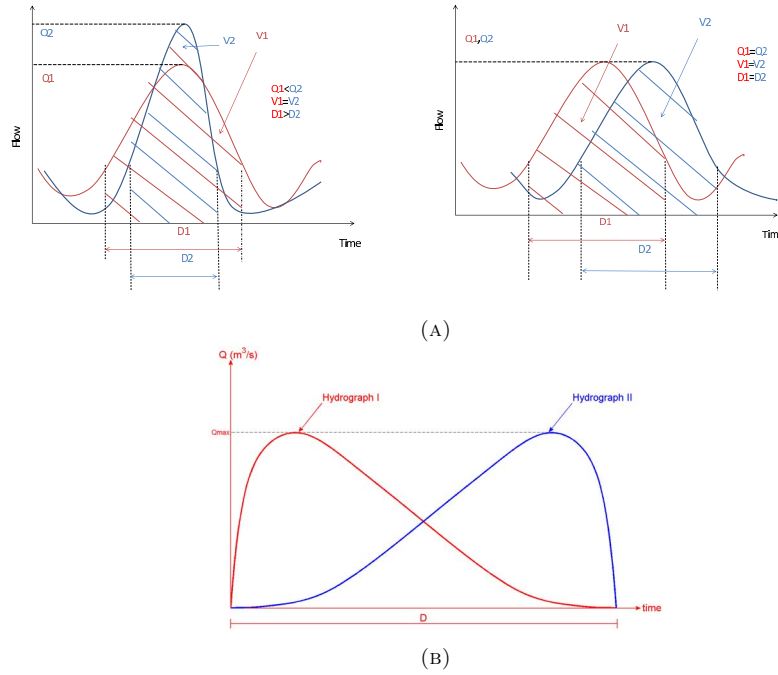 Q2
V2
V1
Q1
Q1<Q2
V1=V2
D1>D2
Flow
D1
Time
D2
Q1,Q2
V1
V2
Q1=Q2
V1=V2
D1=D2
Flow
D1
Tim
D2
(A)
Q (m³/s)
Hydrograph I
Hydrograph II
Qmax
time
D
(B)